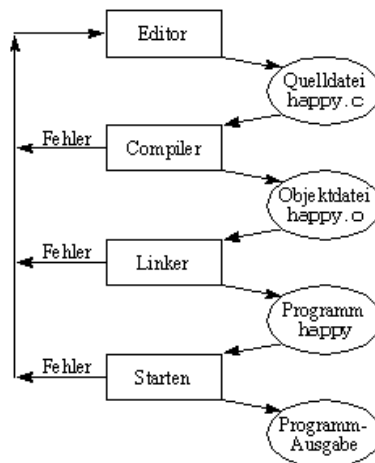 Editor
Quelldatei
happy.c
Fehler
Compiler
Objektdatei
happy.o
Fehler
Linker
Programm
happy
Fehler
Starten
Programm-
Ausgabe